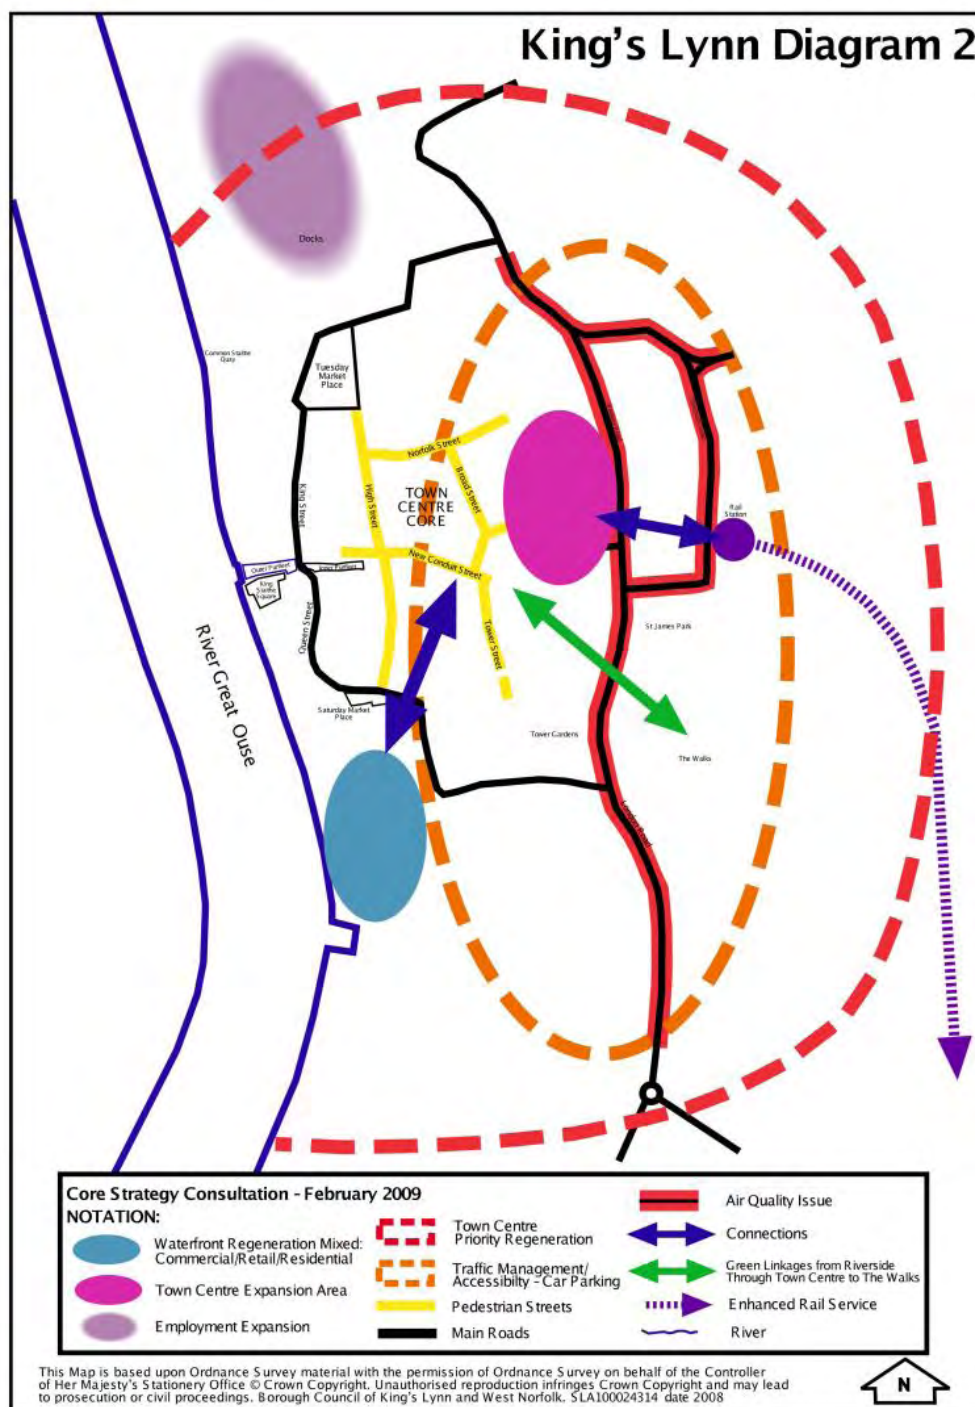 King's Lynn Diagram 2
Docks
Common Staithe
Quay
Tuesday
Market
Place
Norfolk Street
Broad Street
High Street
TOWN
CENTRE
CORE
King Street
Rail
Station
New Conduit Street
Outer Purfleet
Inner Purfleet
King
Staithe
Square
Queen Street
Tower Street
St James Park
River Great Ouse
Saturday Market
Place
Tower Gardens
The Walks
London Road
Core Strategy Consultation - February 2009
NOTATION:
Waterfront Regeneration Mixed:
Commercial/Retail/Residential
Town Centre Expansion Area
Employment Expansion
Town Centre
Priority Regeneration
Traffic Management/
Accessibilty - Car Parking
Pedestrian Streets
Main Roads
Air Quality Issue
Connections
Green Linkages from Riverside
Through Town Centre to The Walks
Enhanced Rail Service
River
This Map is based upon Ordnance Survey material with the permission of Ordnance Survey on behalf of the Controller
of Her Majesty's Stationery Office © Crown Copyright. Unauthorised reproduction infringes Crown Copyright and may lead
to prosecution or civil proceedings. Borough Council of King's Lynn and West Norfolk. SLA100024314 date 2008
N